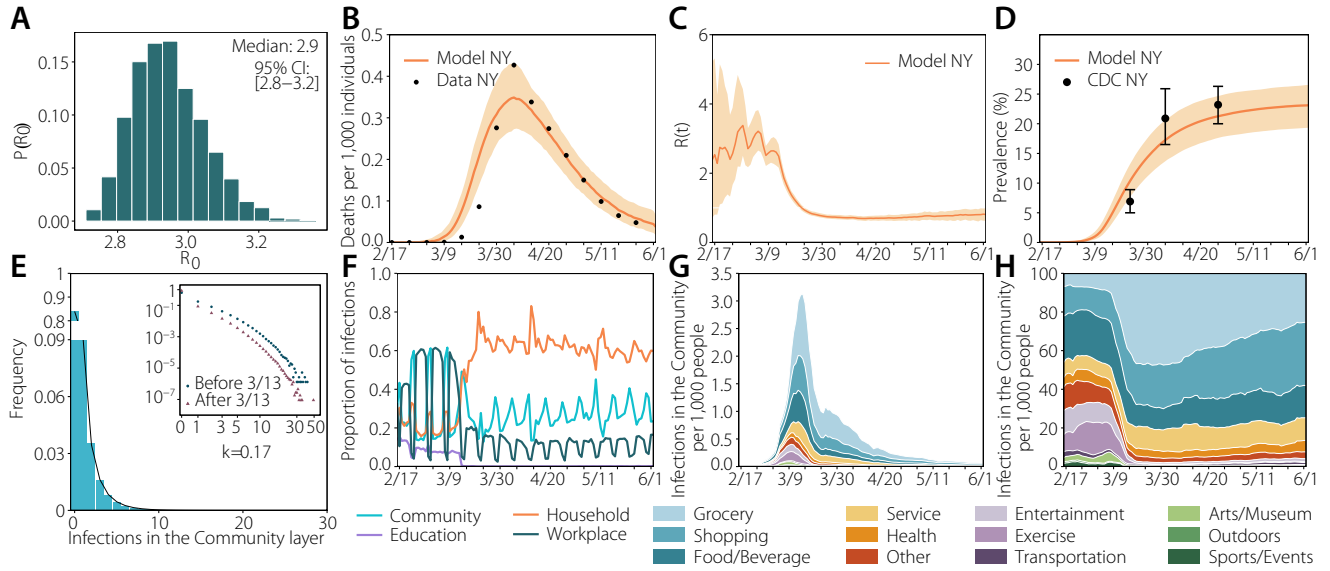 A
P(R0)
0.15
0.10
0.05
0.00
2.8
3.0
3.2
R0
Median: 2.9
95% CI:
[2.8–3.2]
B
Deaths per 1,000 individuals
0.5
0.4
0.3
0.2
0.1
0.0
2/17
3/9
3/30
4/20
5/11
6/1
Model NY
Data NY
C
R(t)
6
4
2
0
2/17
3/9
3/30
4/20
5/11
6/1
Model NY
D
Prevalence (%)
30
25
20
15
10
5
0
2/17
3/9
3/30
4/20
5/11
6/1
Model NY
CDC NY
E
Frequency
1
0.9
0.8
0.09
0.06
0.03
0
0
10
20
30
Infections in the Community layer
1
10−1
10−3
10−5
10−7
0
1
3
5
10
30
50
Before 3/13
After 3/13
k=0.17
F
Proportion of infections
1.0
0.8
0.6
0.4
0.2
0.0
2/17
3/9
3/30
4/20
5/11
6/1
G
Infections in the Community
per 1,000 people
3.5
3.0
2.5
2.0
1.5
1.0
0.5
0.0
2/17
3/9
3/30
4/20
5/11
6/1
H
Infections in the Community
per 1,000 people
100
80
60
40
20
0
2/17
3/9
3/30
4/20
5/11
6/1
Community
Education
Household
Workplace
Grocery
Shopping
Food/Beverage
Service
Health
Other
Entertainment
Exercise
Transportation
Arts/Museum
Outdoors
Sports/Events